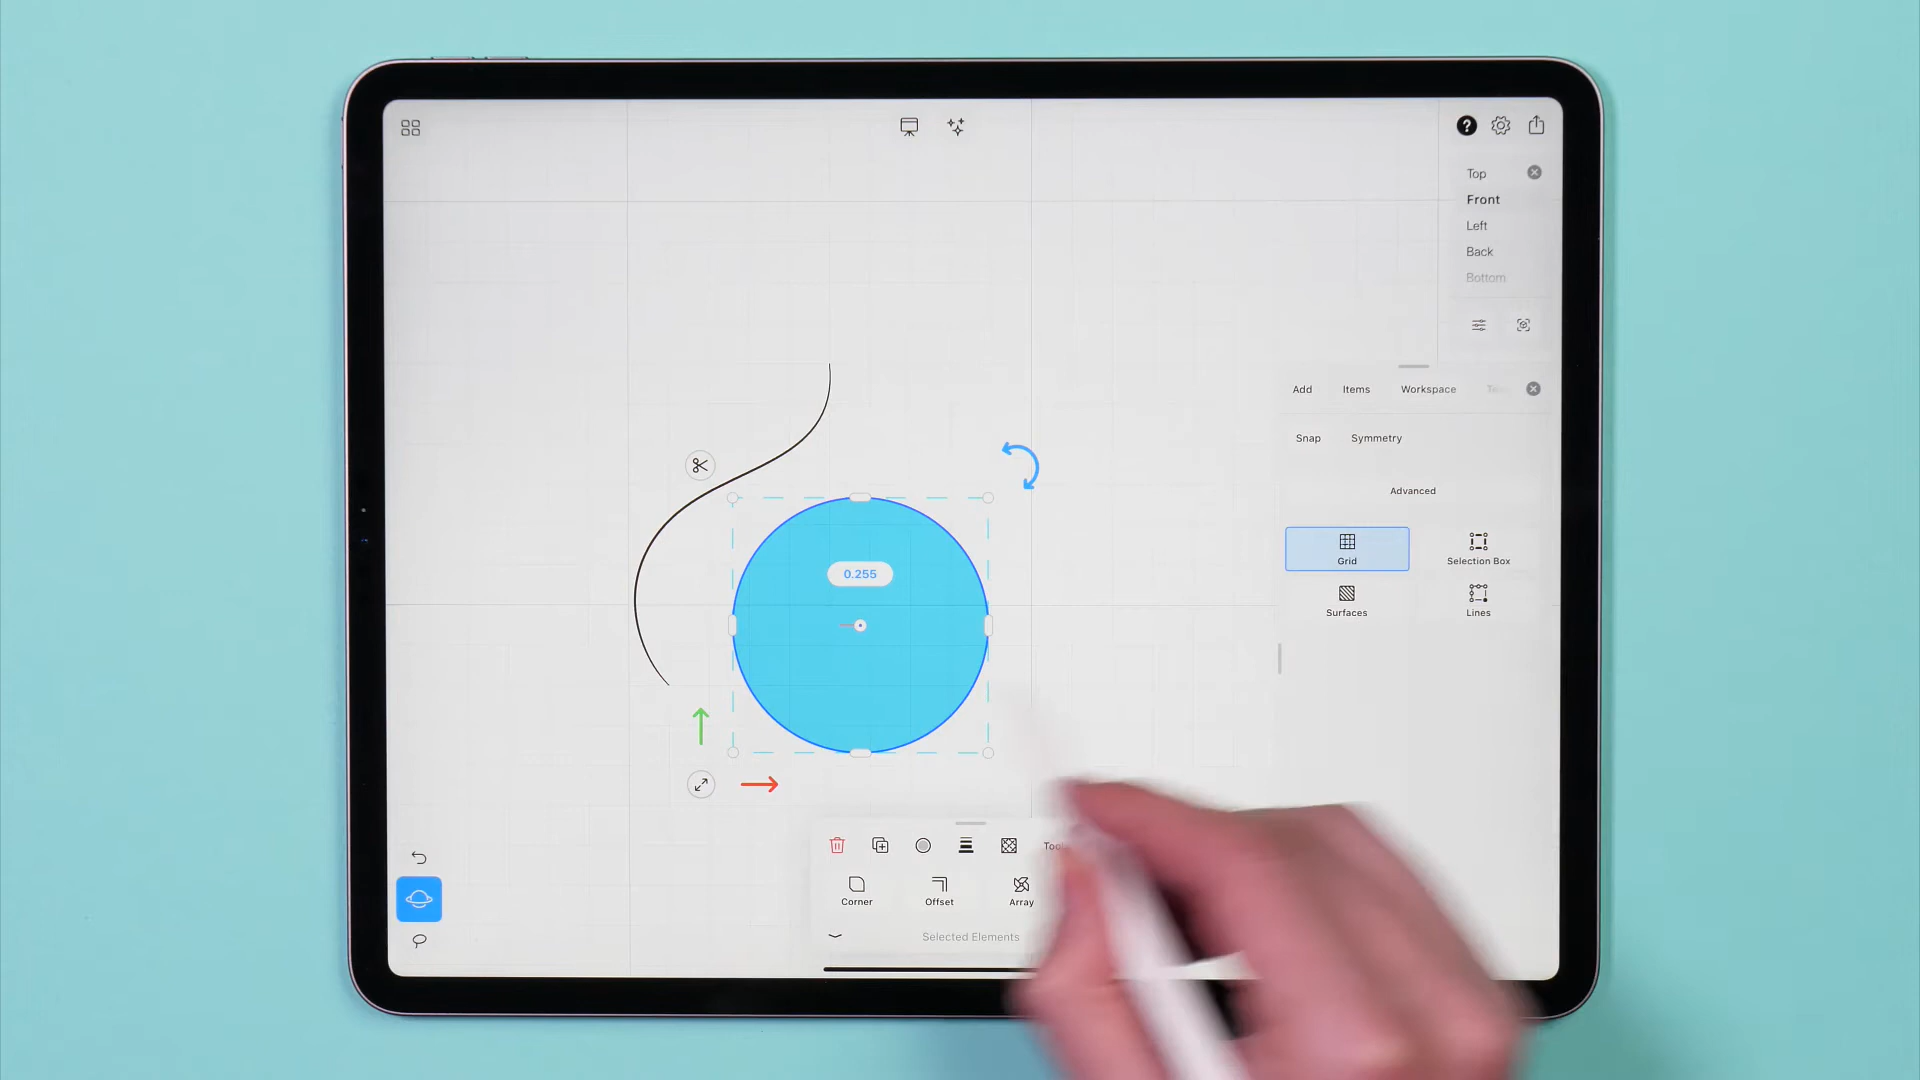 ?
Top
Front
Left
Back
Bottom
Add Items Workspace
Snap Symmetry
Advanced
Grid Selection Box
Surfaces Lines
0.255
Corner Offset Array
Selected Elements